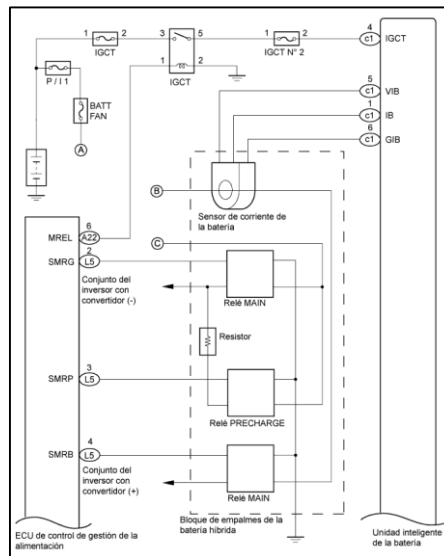 1 2 3 5 1 2 4
IGCT IGCT N° 2 c1 IGCT
P / I 1 1 2
IGCT
BATT
FAN
5
c1 VIB
1
c1 IB
6
c1 GIB
A
B
Sensor de corriente de
la batería
6
MREL A22
C
2
SMRG L5
Conjunto del
inversor con
convertidor (-)
Relé MAIN
Resistor
3
SMRP L5
Relé PRECHARGE
4
SMRB L5
Conjunto del
inversor con
convertidor (+)
Relé MAIN
ECU de control de gestión de la
alimentación
Bloque de empalmes de la
batería híbrida
Unidad inteligente
de la batería